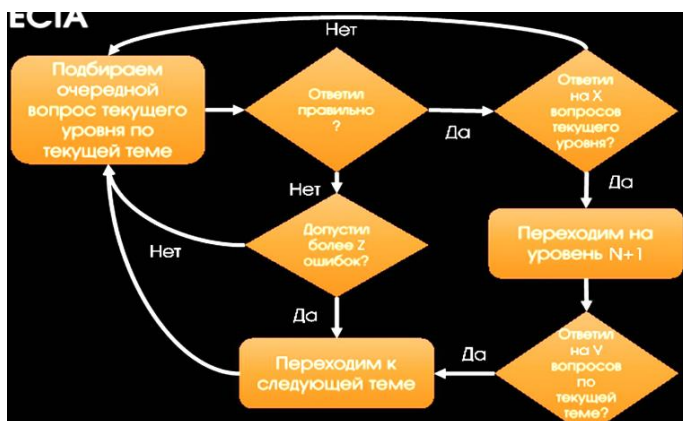 ЕСТА
Нет
Подбираем
очередной
вопрос текущего
уровня по
текущей теме
Ответил
правильно
?
Да
Ответил
на X
вопросов
текущего
уровня?
Нет
Да
Допустил
более Z
ошибок?
Нет
Переходим на
уровень N+1
Да
Переходим к
следующей теме
Да
Ответил
на V
вопросов
по
текущей
теме?